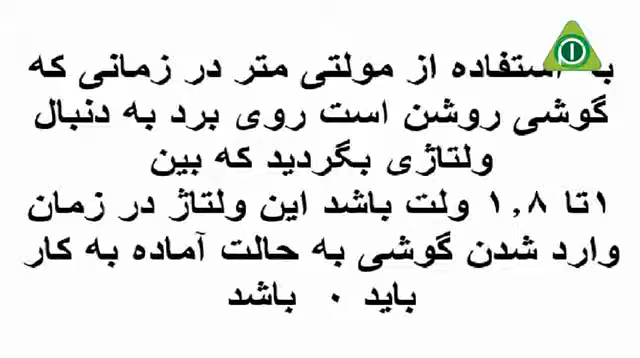 با استفاده از مولتی متر در زمانی که
گوشی روشن است روی برد به دنبال
ولتاژی بگردید که بین
۱تا ۱,۸ ولت باشد این ولتاژ در زمان
وارد شدن گوشی به حالت آماده به کار
باید ۰ باشد